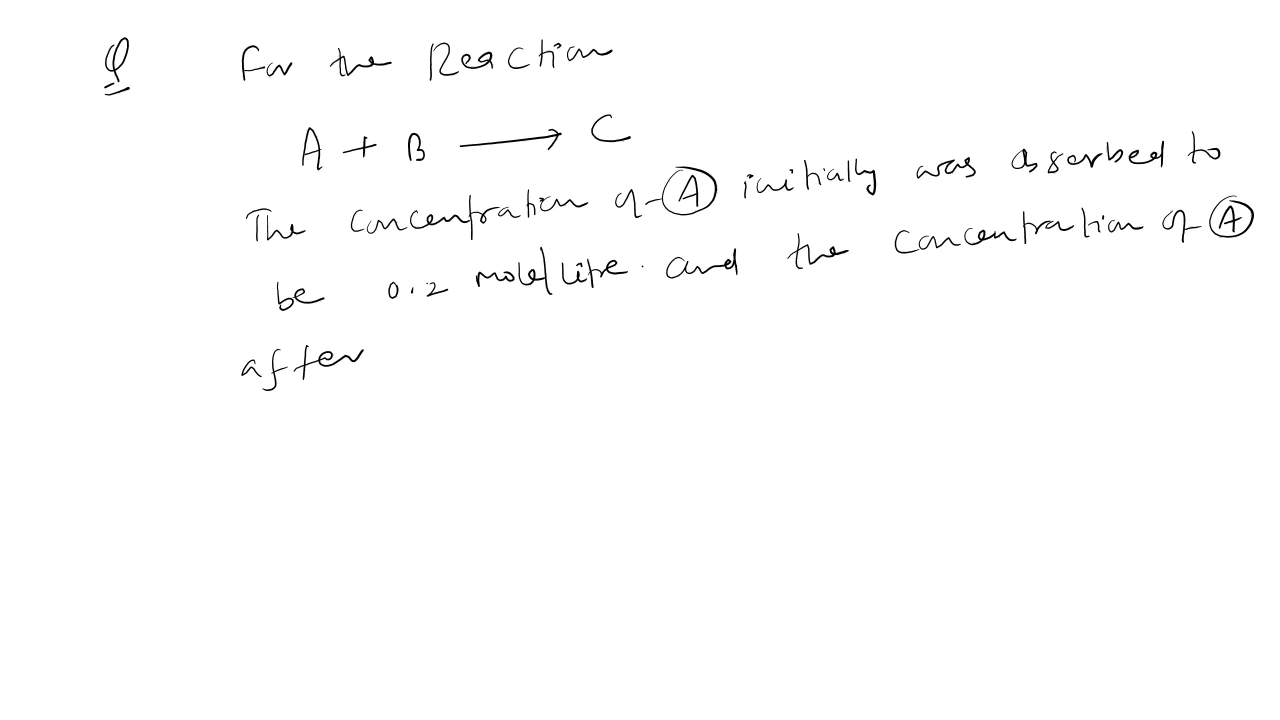 Q For the Reaction
A + B ⟶ C
The Concentration of A initially was observed to
be 0.2 mole/litre. and the Concentration of A
after